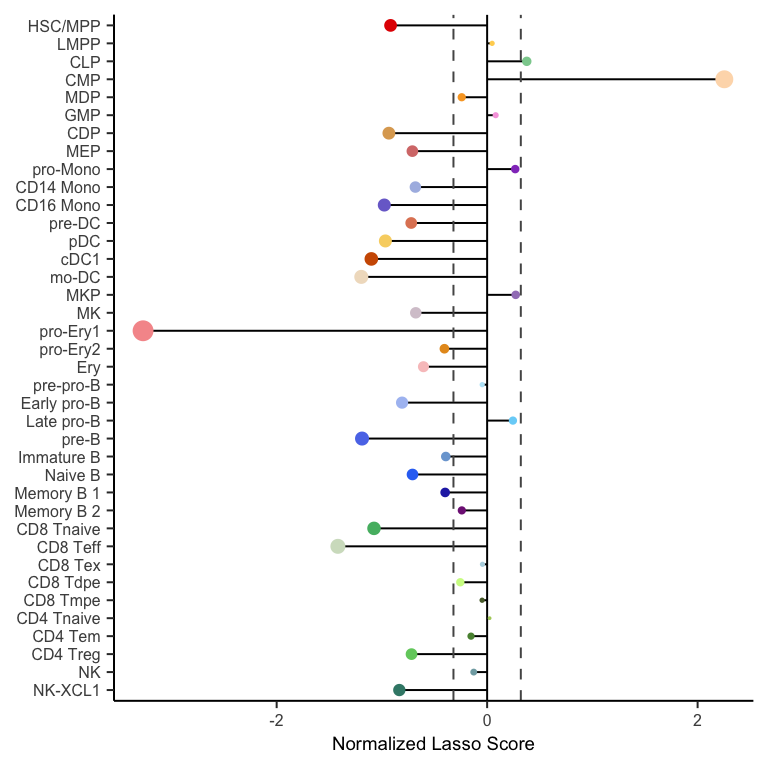 HSC/MPP
LMPP
CLP
CMP
MDP
GMP
CDP
MEP
pro-Mono
CD14 Mono
CD16 Mono
pre-DC
pDC
cDC1
mo-DC
MKP
MK
pro-Ery1
pro-Ery2
Ery
pre-pro-B
Early pro-B
Late pro-B
pre-B
Immature B
Naive B
Memory B 1
Memory B 2
CD8 Tnaive
CD8 Teff
CD8 Tex
CD8 Tdpe
CD8 Tmpe
CD4 Tnaive
CD4 Tem
CD4 Treg
NK
NK-XCL1
-2 0 2
Normalized Lasso Score